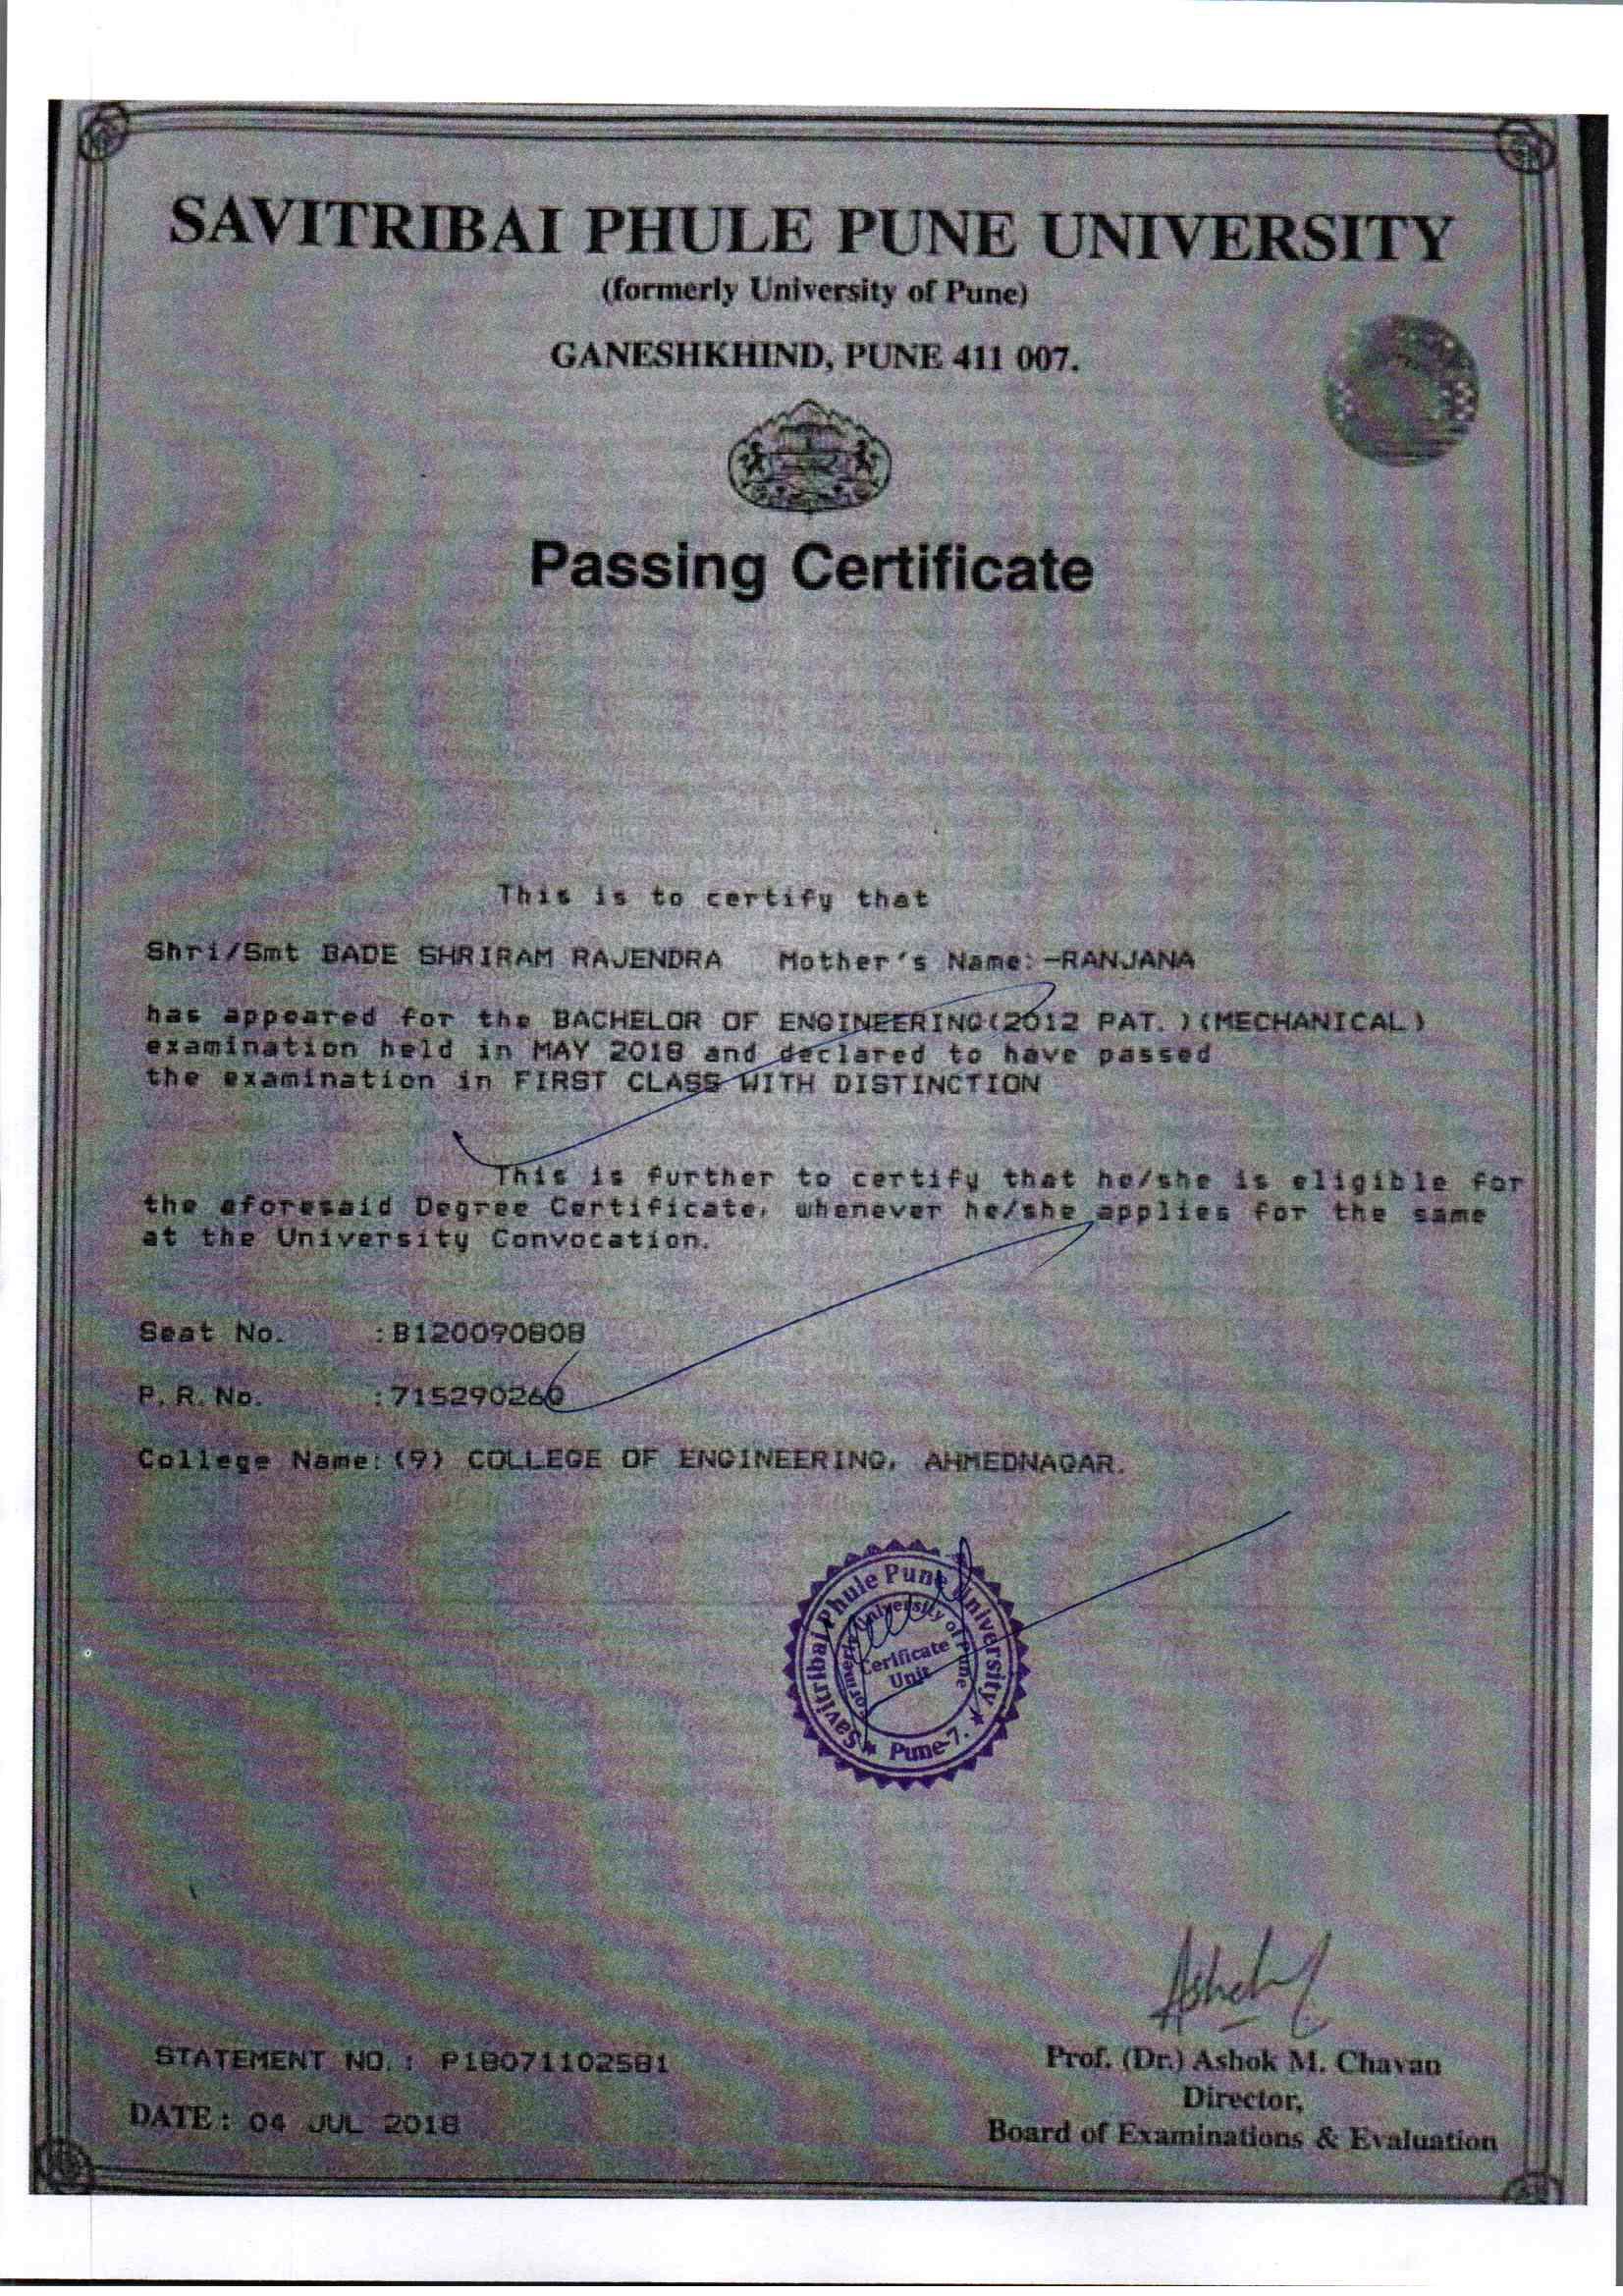 SAVITRIBAI PHULE PUNE UNIVERSITY
(formerly University of Pune)
GANESHKHIND, PUNE 411 007.
Passing Certificate
This is to certify that
Shri/Smt BADE SHRIRAM RAJENDRA Mother's Name:-RANJANA
has appeared for the BACHELOR OF ENGINEERING(2012 PAT.)(MECHANICAL)
examination held in MAY 2018 and declared to have passed
the examination in FIRST CLASS WITH DISTINCTION
This is further to certify that he/she is eligible for
the aforesaid Degree Certificate, whenever he/she applies for the same
at the University Convocation.
Seat No. :B120090808
P.R.No. :715290260
College Name:(9) COLLEGE OF ENGINEERING, AHMEDNAGAR.
Savitribai Phule Pune University
Formerly University of Pune
Cerificate
Unit
Pune-7.
STATEMENT NO.: P18071102581
DATE: 04 JUL 2018
Prof. (Dr.) Ashok M. Chavan
Director,
Board of Examinations & Evaluation